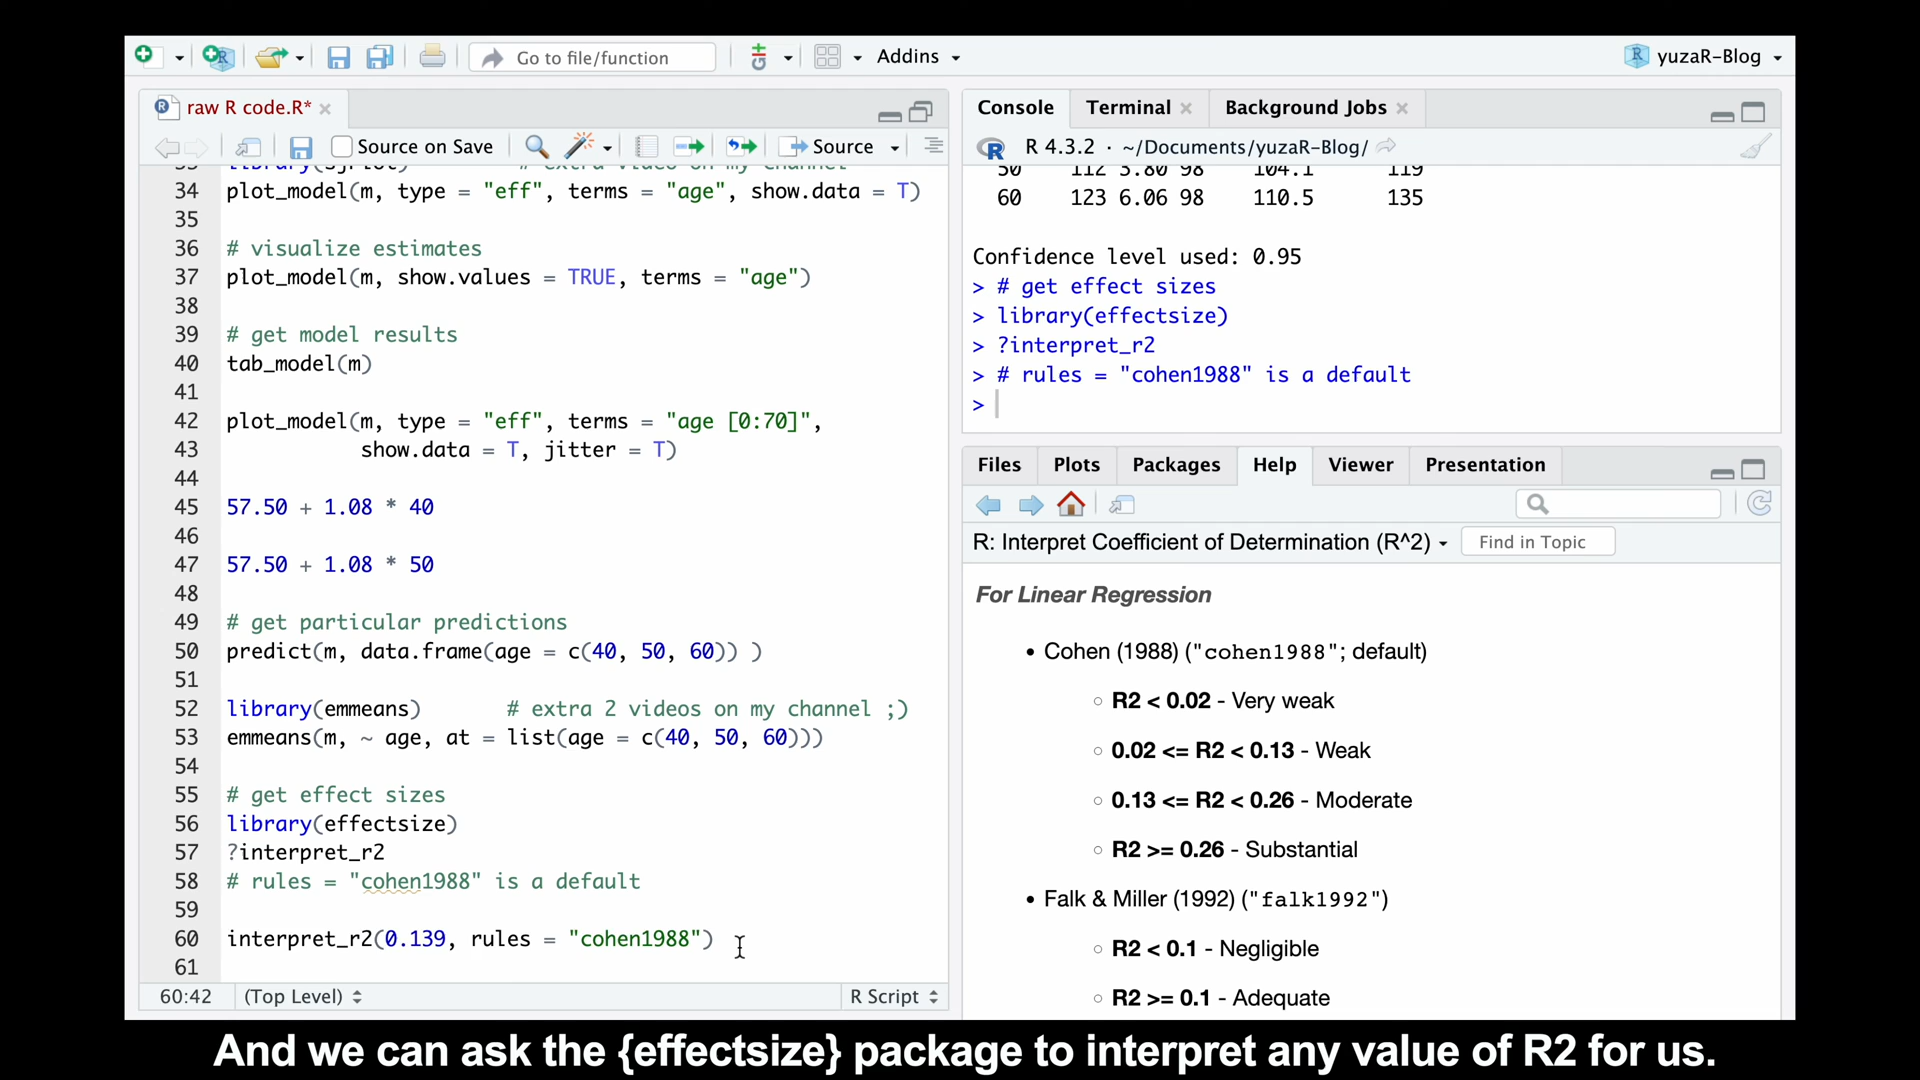 Go to file/function
Addins
yuzaR-Blog
raw R code.R*
Source on Save
Source
34 plot_model(m, type = "eff", terms = "age", show.data = T)
35
36 # visualize estimates
37 plot_model(m, show.values = TRUE, terms = "age")
38
39 # get model results
40 tab_model(m)
41
42 plot_model(m, type = "eff", terms = "age [0:70]",
43 show.data = T, jitter = T)
44
45 57.50 + 1.08 * 40
46
47 57.50 + 1.08 * 50
48
49 # get particular predictions
50 predict(m, data.frame(age = c(40, 50, 60)) )
51
52 library(emmeans) # extra 2 videos on my channel ;)
53 emmeans(m, ~ age, at = list(age = c(40, 50, 60)))
54
55 # get effect sizes
56 library(effectsize)
57 ?interpret_r2
58 # rules = "cohen1988" is a default
59
60 interpret_r2(0.139, rules = "cohen1988")
61
60:42 (Top Level) R Script
Console Terminal Background Jobs
R 4.3.2 · ~/Documents/yuzaR-Blog/
50 112 3.80 98 104.1 119
60 123 6.06 98 110.5 135
Confidence level used: 0.95
> # get effect sizes
> library(effectsize)
> ?interpret_r2
> # rules = "cohen1988" is a default
>
Files Plots Packages Help Viewer Presentation
R: Interpret Coefficient of Determination (R^2) Find in Topic
For Linear Regression
• Cohen (1988) ("cohen1988"; default)
○ R2 < 0.02 - Very weak
○ 0.02 <= R2 < 0.13 - Weak
○ 0.13 <= R2 < 0.26 - Moderate
○ R2 >= 0.26 - Substantial
• Falk & Miller (1992) ("falk1992")
○ R2 < 0.1 - Negligible
○ R2 >= 0.1 - Adequate
And we can ask the {effectsize} package to interpret any value of R2 for us.